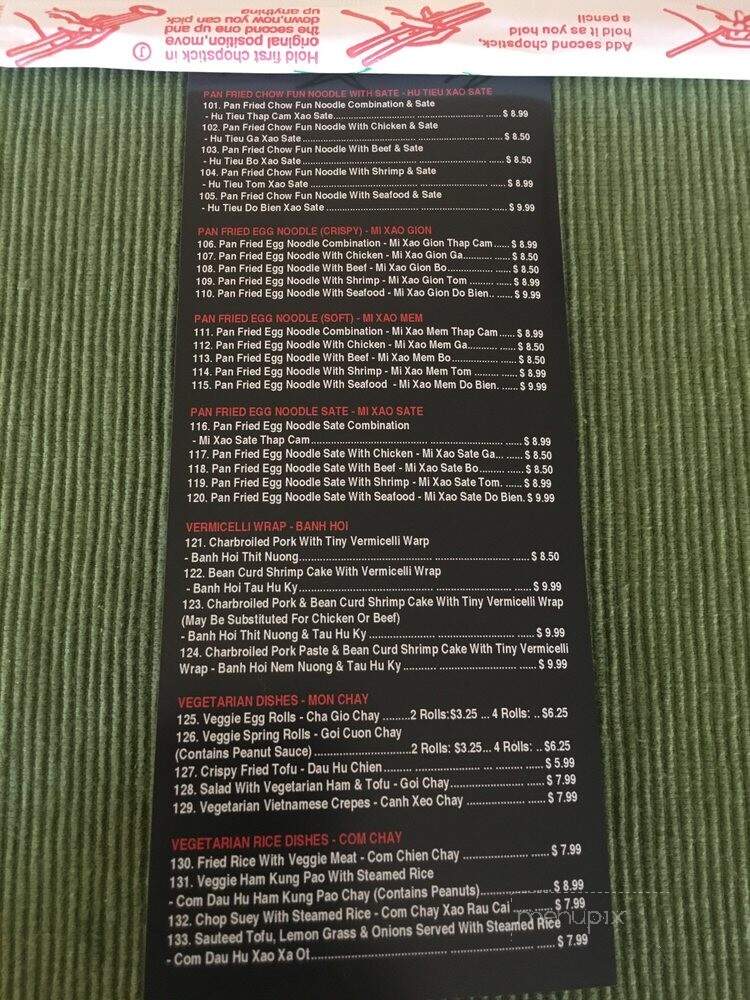 Hold first chopstick in
original position, move
the second one up and
down, now you can pick
up anything
Add second chopstick,
hold it as you hold
a pencil
PAN FRIED CHOW FUN NOODLE WITH SATE - HU TIEU XAO SATE
101. Pan Fried Chow Fun Noodle Combination & Sate
- Hu Tieu Thap Cam Xao Sate.......... $ 8.99
102. Pan Fried Chow Fun Noodle With Chicken & Sate
- Hu Tieu Ga Xao Sate.......... $ 8.50
103. Pan Fried Chow Fun Noodle With Beef & Sate
- Hu Tieu Bo Xao Sate.......... $ 8.50
104. Pan Fried Chow Fun Noodle With Shrimp & Sate
- Hu Tieu Tom Xao Sate .......... $ 8.99
105. Pan Fried Chow Fun Noodle With Seafood & Sate
- Hu Tieu Do Bien Xao Sate .......... $ 9.99
PAN FRIED EGG NOODLE (CRISPY) - MI XAO GION
106. Pan Fried Egg Noodle Combination - Mi Xao Gion Thap Cam ..... $ 8.99
107. Pan Fried Egg Noodle With Chicken - Mi Xao Gion Ga.......... $ 8.50
108. Pan Fried Egg Noodle With Beef - Mi Xao Gion Bo.......... $ 8.50
109. Pan Fried Egg Noodle With Shrimp - Mi Xao Gion Tom .......... $ 8.99
110. Pan Fried Egg Noodle With Seafood - Mi Xao Gion Do Bien.. ...... $ 9.99
PAN FRIED EGG NOODLE (SOFT) - MI XAO MEM
111. Pan Fried Egg Noodle Combination - Mi Xao Mem Thap Cam ...... $ 8.99
112. Pan Fried Egg Noodle With Chicken - Mi Xao Mem Ga.......... $ 8.50
113. Pan Fried Egg Noodle With Beef - Mi Xao Mem Bo.......... $ 8.50
114. Pan Fried Egg Noodle With Shrimp - Mi Xao Mem Tom .......... $ 8.99
115. Pan Fried Egg Noodle With Seafood - Mi Xao Mem Do Bien. ...... $ 9.99
PAN FRIED EGG NOODLE SATE - MI XAO SATE
116. Pan Fried Egg Noodle Sate Combination
- Mi Xao Sate Thap Cam.......... $ 8.99
117. Pan Fried Egg Noodle Sate With Chicken - Mi Xao Sate Ga... ...... $ 8.50
118. Pan Fried Egg Noodle Sate With Beef - Mi Xao Sate Bo.......... $ 8.50
119. Pan Fried Egg Noodle Sate With Shrimp - Mi Xao Sate Tom. ...... $ 8.99
120. Pan Fried Egg Noodle Sate With Seafood - Mi Xao Sate Do Bien. $ 9.99
VERMICELLI WRAP - BANH HOI
121. Charbroiled Pork With Tiny Vermicelli Warp
- Banh Hoi Thit Nuong.......... $ 8.50
122. Bean Curd Shrimp Cake With Vermicelli Wrap
- Banh Hoi Tau Hu Ky.......... $ 9.99
123. Charbroiled Pork & Bean Curd Shrimp Cake With Tiny Vermicelli Wrap
(May Be Substituted For Chicken Or Beef)
- Banh Hoi Thit Nuong & Tau Hu Ky .......... $ 9.99
124. Charbroiled Pork Paste & Bean Curd Shrimp Cake With Tiny Vermicelli
Wrap - Banh Hoi Nem Nuong & Tau Hu Ky .......... $ 9.99
VEGETARIAN DISHES - MON CHAY
125. Veggie Egg Rolls - Cha Gio Chay .........2 Rolls:$3.25 ... 4 Rolls: .. $6.25
126. Veggie Spring Rolls - Goi Cuon Chay
(Contains Peanut Sauce) ..........2 Rolls: $3.25... 4 Rolls: .. $6.25
127. Crispy Fried Tofu - Dau Hu Chien.......... $ 5.99
128. Salad With Vegetarian Ham & Tofu - Goi Chay.......... $ 7.99
129. Vegetarian Vietnamese Crepes - Canh Xeo Chay .......... $ 7.99
VEGETARIAN RICE DISHES - COM CHAY
130. Fried Rice With Veggie Meat - Com Chien Chay .......... $ 7.99
131. Veggie Ham Kung Pao With Steamed Rice
- Com Dau Hu Ham Kung Pao Chay (Contains Peanuts).......... $ 8.99
132. Chop Suey With Steamed Rice - Com Chay Xao Rau Cai .......... $ 7.99
133. Sauteed Tofu, Lemon Grass & Onions Served With Steamed Rice
- Com Dau Hu Xao Xa Ot.......... $ 7.99
menupix